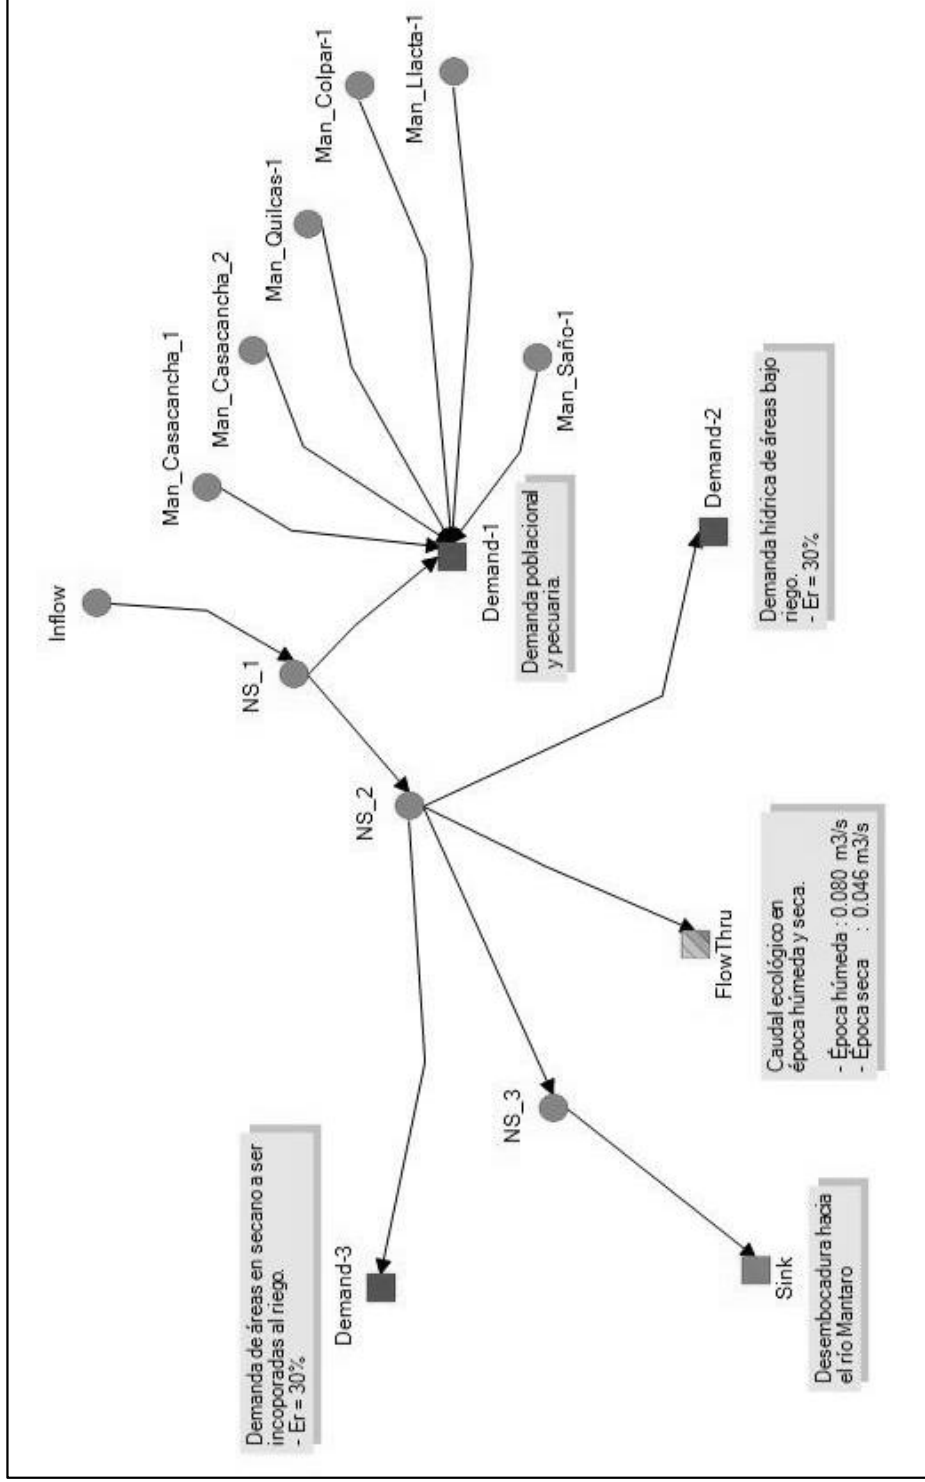 Inflow
Man_Casacancha_1
Man_Casacancha_2
Man_Quilcas-1
Man_Colpar-1
Man_Llacta-1
Man_Saño-1
NS_1
Demand-1
Demanda poblacional
y pecuaria.
NS_2
Demand-2
Demanda hídrica de áreas bajo
riego.
- Er = 30%
FlowThru
Caudal ecológico en
época húmeda y seca.
- Época húmeda : 0.080 m3/s
- Época seca : 0.046 m3/s
NS_3
Demanda de áreas en secano a ser
incoporadas al riego.
- Er = 30%
Demand-3
Sink
Desembocadura hacia
el río Mantaro